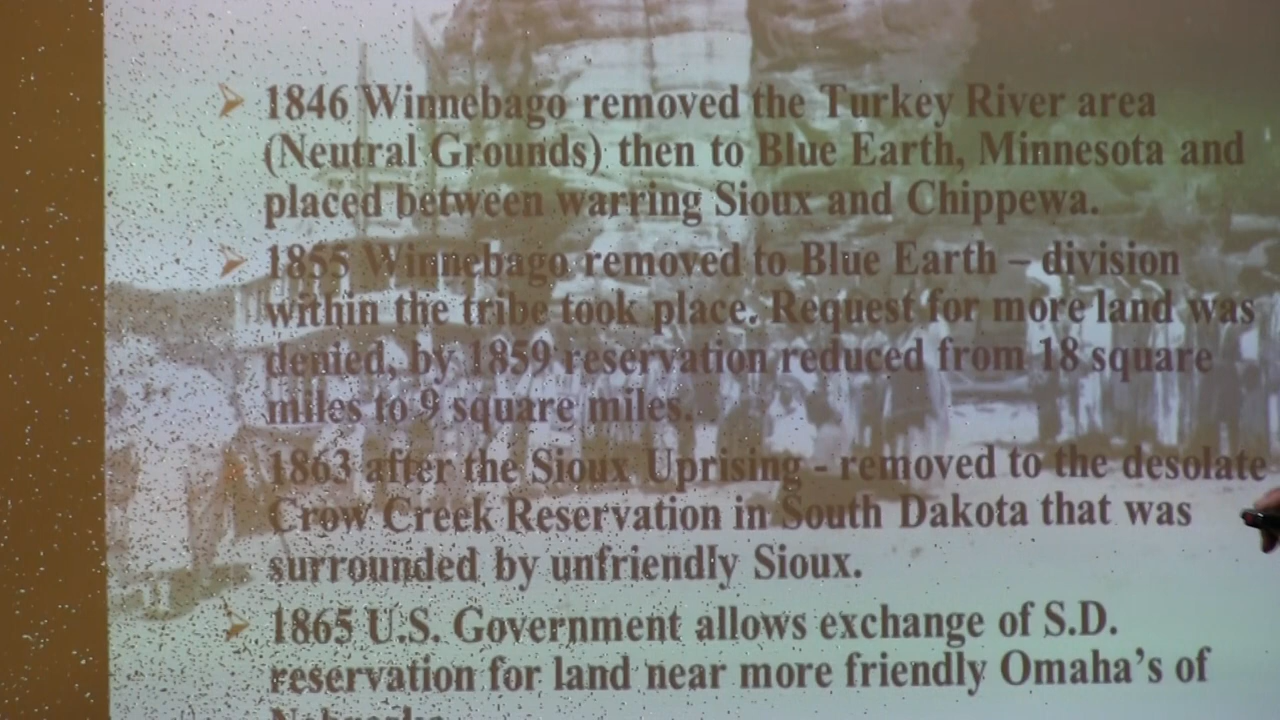 1846 Winnebago removed the Turkey River area
(Neutral Grounds) then to Blue Earth, Minnesota and
placed between warring Sioux and Chippewa.
1855 Winnebago removed to Blue Earth – division
within the tribe took place. Request for more land was
denied, by 1859 reservation reduced from 18 square
miles to 9 square miles.
1863 after the Sioux Uprising - removed to the desolate
Crow Creek Reservation in South Dakota that was
surrounded by unfriendly Sioux.
1865 U.S. Government allows exchange of S.D.
reservation for land near more friendly Omaha's of